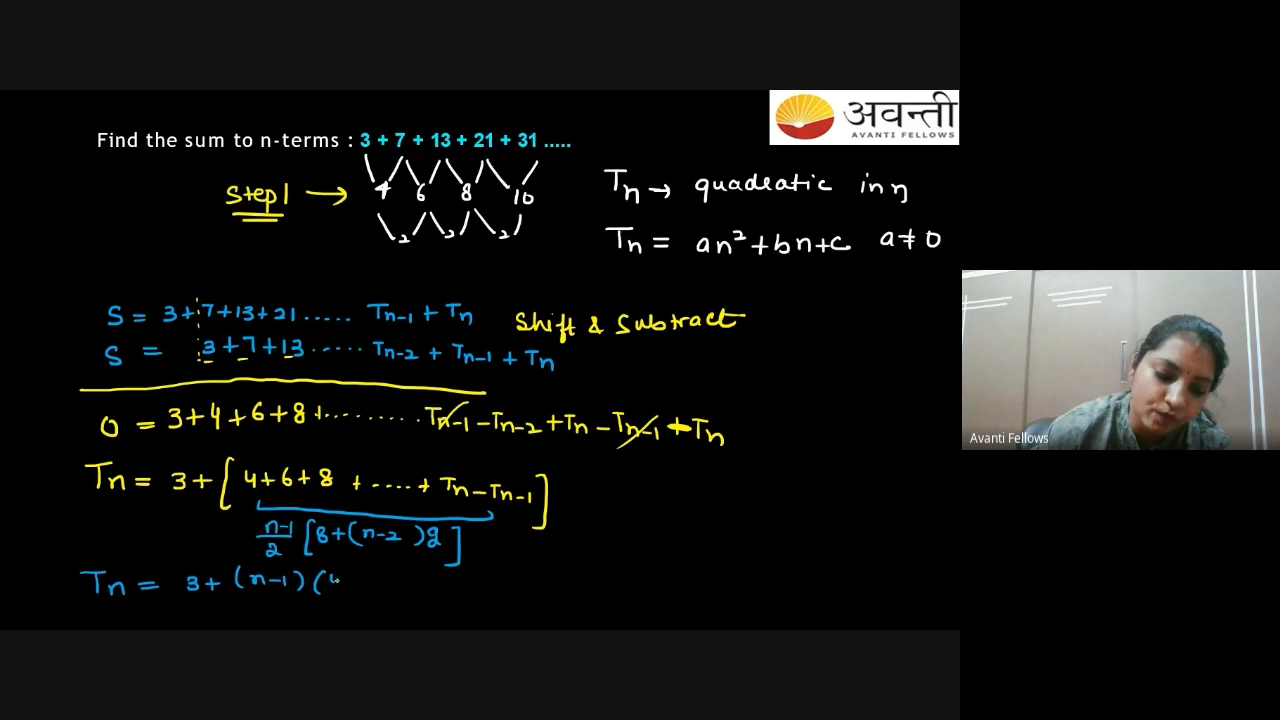 अवन्ती
AVANTI FELLOWS
Find the sum to n-terms : 3 + 7 + 13 + 21 + 31 .....
Step1 → 4 6 8 10
2 2 2
Tn → quadratic in n
Tn = an² + bn + c a ≠ 0
S = 3+7+13+21 ..... Tn-1 + Tn
S = 3+7+13 ..... Tn-2 + Tn-1 + Tn
Shift & Subtract
0 = 3+4+6+8+ ........ Tn-1 - Tn-2 + Tn - Tn-1 - Tn
Tn = 3+ [ 4+6+8 + ..... + Tn - Tn-1 ]
n-1/2 [ 8+(n-2)2 ]
Tn = 3+ (n-1) (
Avanti Fellows